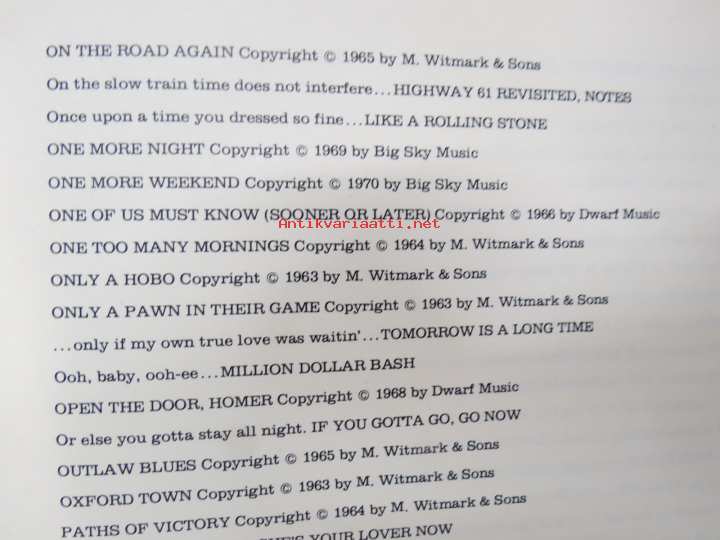 ON THE ROAD AGAIN Copyright © 1965 by M. Witmark & Sons
On the slow train time does not interfere...HIGHWAY 61 REVISITED, NOTES
Once upon a time you dressed so fine...LIKE A ROLLING STONE
ONE MORE NIGHT Copyright © 1969 by Big Sky Music
ONE MORE WEEKEND Copyright © 1970 by Big Sky Music
ONE OF US MUST KNOW (SOONER OR LATER) Copyright © 1966 by Dwarf Music
Antikvariaatti.net
ONE TOO MANY MORNINGS Copyright © 1964 by M. Witmark & Sons
ONLY A HOBO Copyright © 1963 by M. Witmark & Sons
ONLY A PAWN IN THEIR GAME Copyright © 1963 by M. Witmark & Sons
...only if my own true love was waitin'...TOMORROW IS A LONG TIME
Ooh, baby, ooh-ee...MILLION DOLLAR BASH
OPEN THE DOOR, HOMER Copyright © 1968 by Dwarf Music
Or else you gotta stay all night. IF YOU GOTTA GO, GO NOW
OUTLAW BLUES Copyright © 1965 by M. Witmark & Sons
OXFORD TOWN Copyright © 1963 by M. Witmark & Sons
PATHS OF VICTORY Copyright © 1964 by M. Witmark & Sons
YOUR LOVER NOW